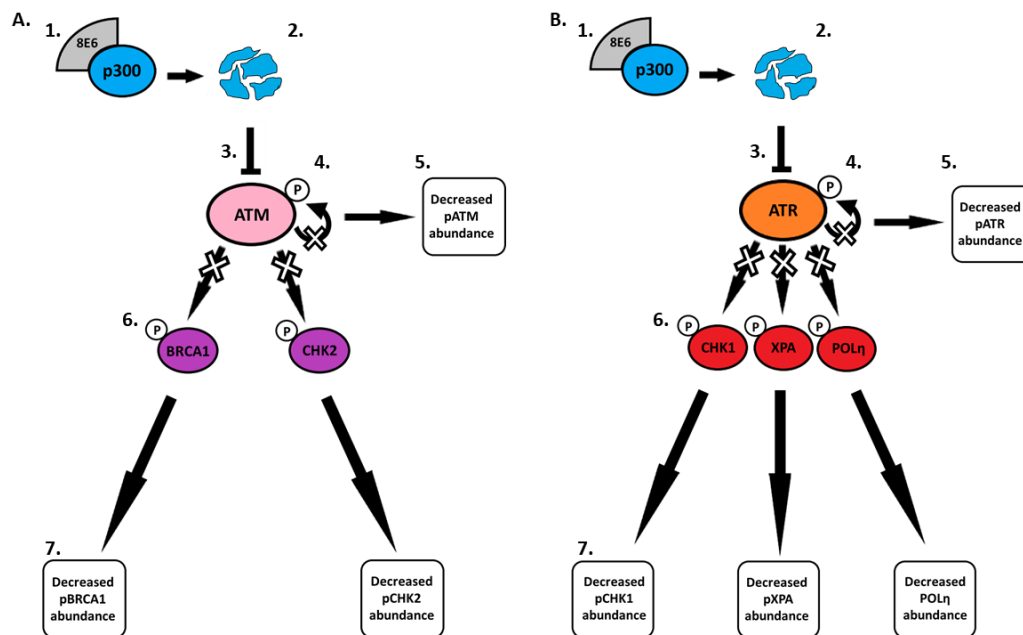 A.
1.
8E6
p300
2.
3.
4.
5.
P
ATM
Decreased
pATM
abundance
6.
P
BRCA1
P
CHK2
7.
Decreased
pBRCA1
abundance
Decreased
pCHK2
abundance
B.
1.
8E6
p300
2.
3.
4.
5.
P
ATR
Decreased
pATR
abundance
6.
P
CHK1
P
XPA
P
POLη
7.
Decreased
pCHK1
abundance
Decreased
pXPA
abundance
Decreased
POLη
abundance